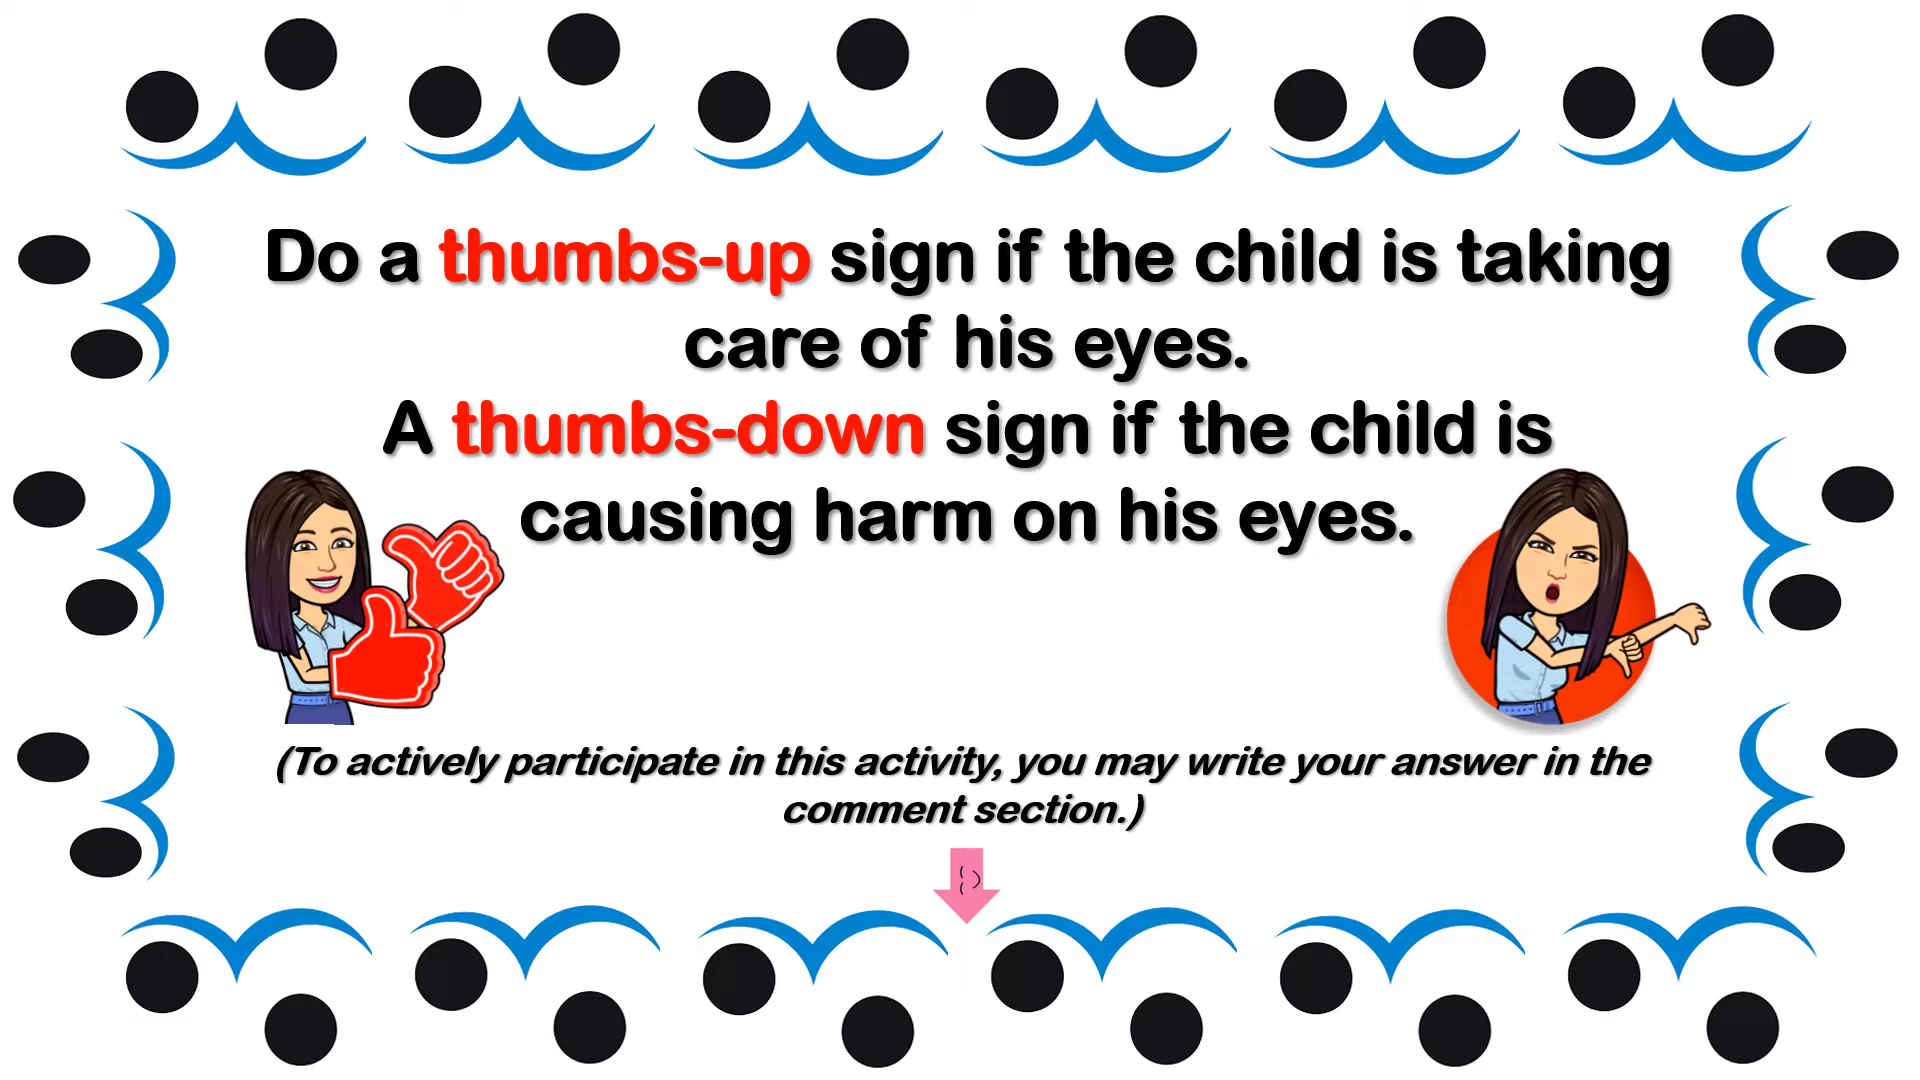 Do a thumbs-up sign if the child is taking
care of his eyes.
A thumbs-down sign if the child is
causing harm on his eyes.
(To actively participate in this activity, you may write your answer in the
comment section.)